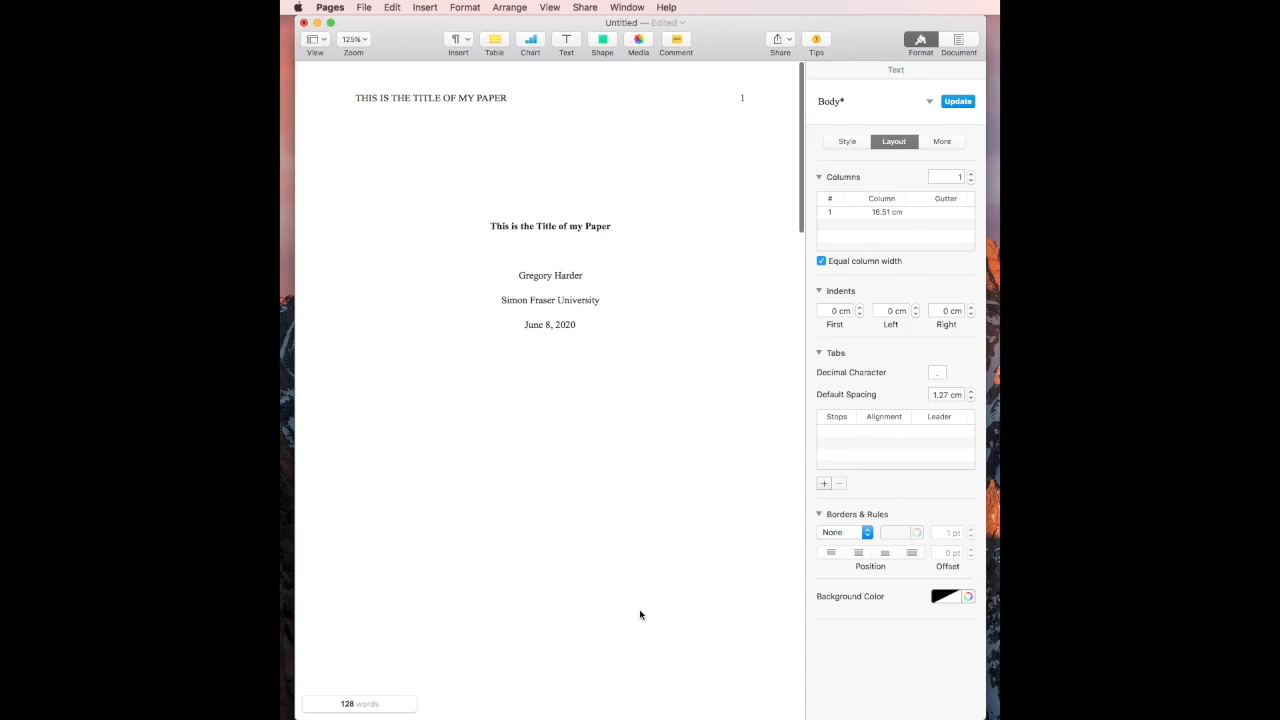 Pages File Edit Insert Format Arrange View Share Window Help
Untitled — Edited
125%
View Zoom Insert Table Chart Text Shape Media Comment Share Tips Format Document
THIS IS THE TITLE OF MY PAPER 1
This is the Title of my Paper
Gregory Harder
Simon Fraser University
June 8, 2020
128 words
Text
Body* Update
Style Layout More
Columns 1
# Column Gutter
1 16.51 cm
Equal column width
Indents
0 cm 0 cm 0 cm
First Left Right
Tabs
Decimal Character .
Default Spacing 1.27 cm
Stops Alignment Leader
+ −
Borders & Rules
None 1 pt
0 pt
Position Offset
Background Color